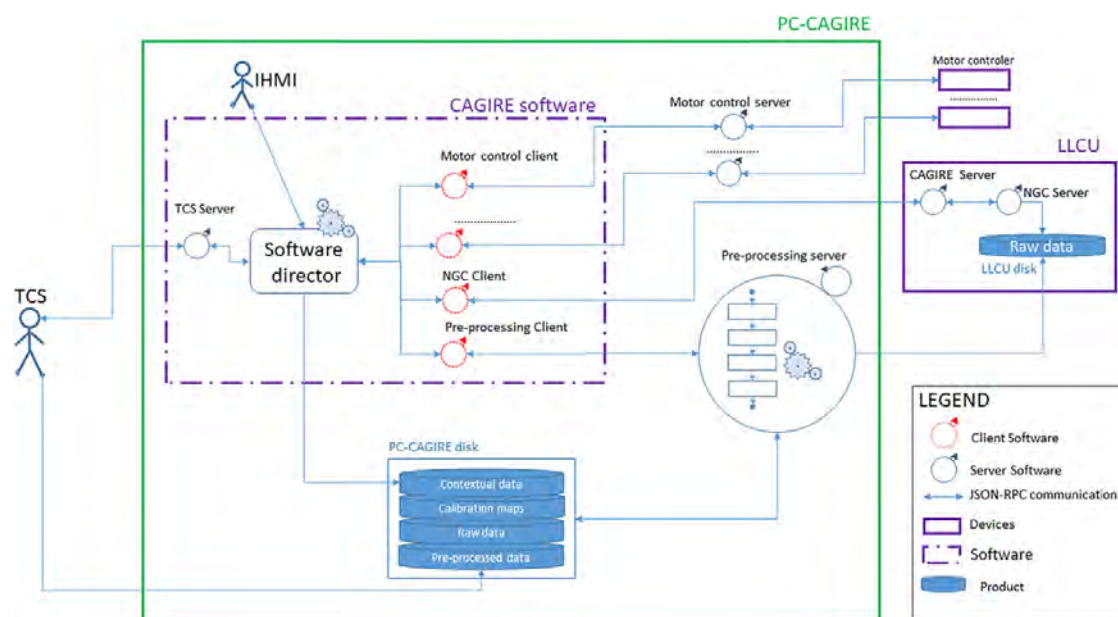 PC-CAGIRE
IHMI
CAGIRE software
Motor controler
Motor control server
LLCU
Motor control client
CAGIRE Server
NGC Server
TCS Server
Software
director
Raw data
LLCU disk
Pre-processing server
NGC Client
TCS
Pre-processing Client
PC-CAGIRE disk
Contextual data
Calibration maps
Raw data
Pre-processed data
LEGEND
Client Software
Server Software
JSON-RPC communication
Devices
Software
Product